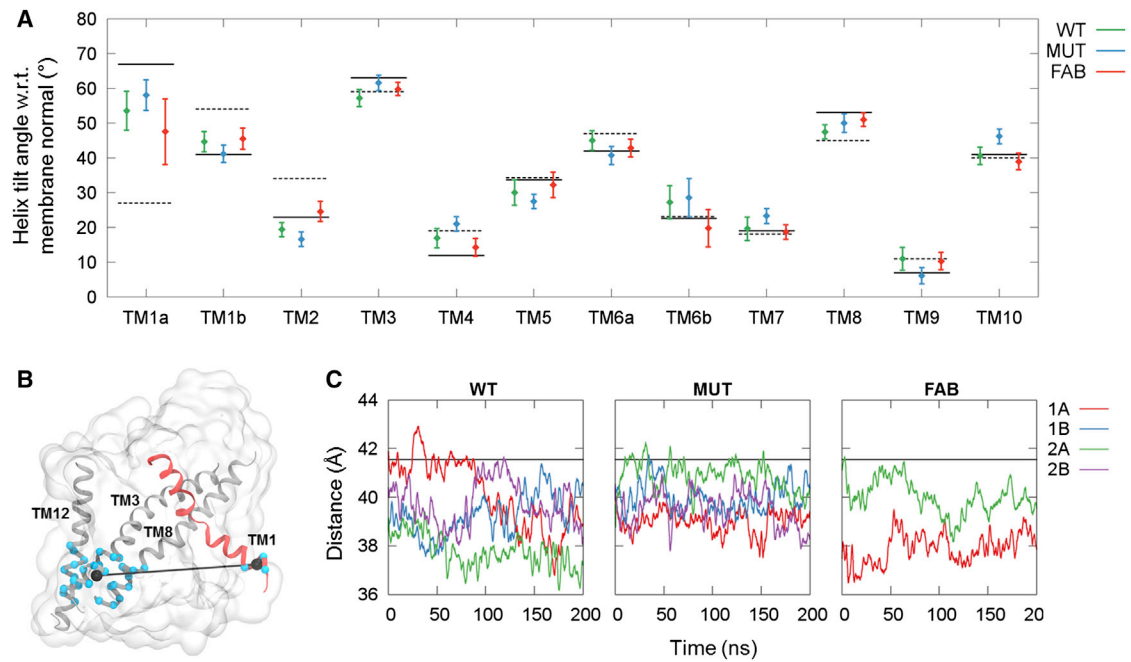 A
Helix tilt angle w.r.t.
membrane normal (°)
80
70
60
50
40
30
20
10
0
TM1a TM1b TM2 TM3 TM4 TM5 TM6a TM6b TM7 TM8 TM9 TM10
WT
MUT
FAB
B
TM12
TM3
TM8
TM1
C
WT MUT FAB
Distance (Å)
44
42
40
38
36
0 50 100 150 200 0 50 100 150 200 0 50 100 150 200
Time (ns)
1A
1B
2A
2B